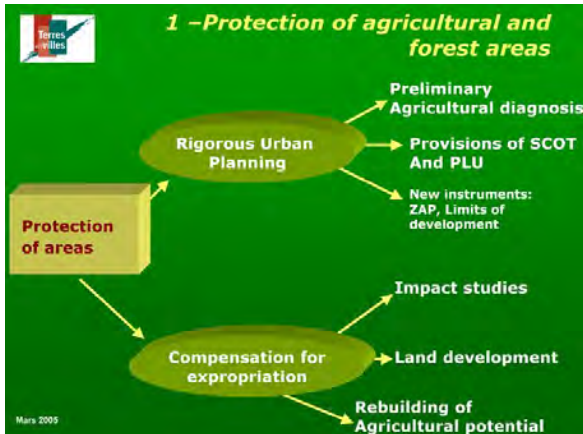 Terres
en villes
1 –Protection of agricultural and
forest areas
Preliminary
Agricultural diagnosis
Rigorous Urban
Planning
Provisions of SCOT
And PLU
New instruments:
ZAP, Limits of
development
Protection
of areas
Impact studies
Compensation for
expropriation
Land development
Rebuilding of
Agricultural potential
Mars 2005